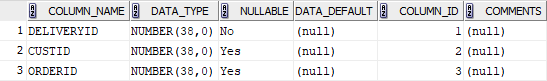 COLUMN_NAME DATA_TYPE NULLABLE DATA_DEFAULT COLUMN_ID COMMENTS
1 DELIVERYID NUMBER(38,0) No (null) 1 (null)
2 CUSTID NUMBER(38,0) Yes (null) 2 (null)
3 ORDERID NUMBER(38,0) Yes (null) 3 (null)